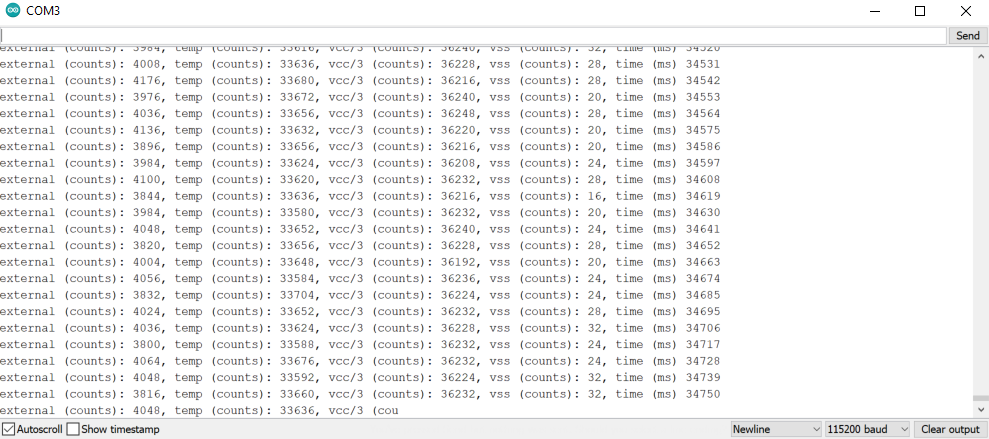 COM3
Send
external (counts): 3984, temp (counts): 33616, vcc/3 (counts): 36240, vss (counts): 32, time (ms) 34520
external (counts): 4008, temp (counts): 33636, vcc/3 (counts): 36228, vss (counts): 28, time (ms) 34531
external (counts): 4176, temp (counts): 33680, vcc/3 (counts): 36216, vss (counts): 28, time (ms) 34542
external (counts): 3976, temp (counts): 33672, vcc/3 (counts): 36240, vss (counts): 20, time (ms) 34553
external (counts): 4036, temp (counts): 33656, vcc/3 (counts): 36248, vss (counts): 28, time (ms) 34564
external (counts): 4136, temp (counts): 33632, vcc/3 (counts): 36220, vss (counts): 20, time (ms) 34575
external (counts): 3896, temp (counts): 33656, vcc/3 (counts): 36216, vss (counts): 20, time (ms) 34586
external (counts): 3984, temp (counts): 33624, vcc/3 (counts): 36208, vss (counts): 24, time (ms) 34597
external (counts): 4100, temp (counts): 33620, vcc/3 (counts): 36232, vss (counts): 28, time (ms) 34608
external (counts): 3844, temp (counts): 33636, vcc/3 (counts): 36216, vss (counts): 16, time (ms) 34619
external (counts): 3984, temp (counts): 33580, vcc/3 (counts): 36232, vss (counts): 20, time (ms) 34630
external (counts): 4048, temp (counts): 33652, vcc/3 (counts): 36240, vss (counts): 24, time (ms) 34641
external (counts): 3820, temp (counts): 33656, vcc/3 (counts): 36228, vss (counts): 28, time (ms) 34652
external (counts): 4004, temp (counts): 33648, vcc/3 (counts): 36192, vss (counts): 20, time (ms) 34663
external (counts): 4056, temp (counts): 33584, vcc/3 (counts): 36236, vss (counts): 24, time (ms) 34674
external (counts): 3832, temp (counts): 33704, vcc/3 (counts): 36224, vss (counts): 24, time (ms) 34685
external (counts): 4024, temp (counts): 33652, vcc/3 (counts): 36232, vss (counts): 28, time (ms) 34695
external (counts): 4036, temp (counts): 33624, vcc/3 (counts): 36228, vss (counts): 32, time (ms) 34706
external (counts): 3800, temp (counts): 33588, vcc/3 (counts): 36232, vss (counts): 24, time (ms) 34717
external (counts): 4064, temp (counts): 33676, vcc/3 (counts): 36232, vss (counts): 24, time (ms) 34728
external (counts): 4048, temp (counts): 33592, vcc/3 (counts): 36224, vss (counts): 32, time (ms) 34739
external (counts): 3816, temp (counts): 33660, vcc/3 (counts): 36232, vss (counts): 32, time (ms) 34750
external (counts): 4048, temp (counts): 33636, vcc/3 (cou
Autoscroll Show timestamp Newline 115200 baud Clear output